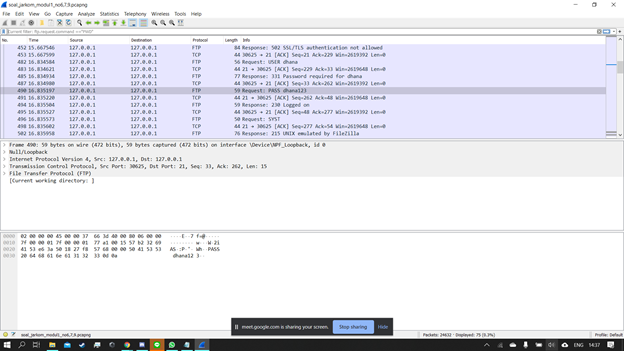 soal_jarkom_modul1_no6,7,9.pcapng
File Edit View Go Capture Analyze Statistics Telephony Wireless Tools Help
No. Time Source Destination Protocol Length Info
452 15.667546 127.0.0.1 127.0.0.1 FTP 84 Response: 502 SSL/TLS authentication not allowed
453 15.667599 127.0.0.1 127.0.0.1 TCP 44 30625 → 21 [ACK] Seq=21 Ack=229 Win=2619392 Len=0
482 16.834584 127.0.0.1 127.0.0.1 FTP 56 Request: USER dhana
483 16.834621 127.0.0.1 127.0.0.1 TCP 44 21 → 30625 [ACK] Seq=229 Ack=33 Win=2619648 Len=0
486 16.834934 127.0.0.1 127.0.0.1 FTP 77 Response: 331 Password required for dhana
487 16.834980 127.0.0.1 127.0.0.1 TCP 44 30625 → 21 [ACK] Seq=33 Ack=262 Win=2619392 Len=0
490 16.835197 127.0.0.1 127.0.0.1 FTP 59 Request: PASS dhana123
491 16.835220 127.0.0.1 127.0.0.1 TCP 44 21 → 30625 [ACK] Seq=262 Ack=48 Win=2619648 Len=0
494 16.835504 127.0.0.1 127.0.0.1 FTP 59 Response: 230 Logged on
495 16.835527 127.0.0.1 127.0.0.1 TCP 44 30625 → 21 [ACK] Seq=48 Ack=277 Win=2619392 Len=0
496 16.835573 127.0.0.1 127.0.0.1 FTP 50 Request: SYST
498 16.835602 127.0.0.1 127.0.0.1 TCP 44 21 → 30625 [ACK] Seq=277 Ack=54 Win=2619648 Len=0
502 16.835958 127.0.0.1 127.0.0.1 FTP 76 Response: 215 UNIX emulated by FileZilla
Frame 490: 59 bytes on wire (472 bits), 59 bytes captured (472 bits) on interface \Device\NPF_Loopback, id 0
Null/Loopback
Internet Protocol Version 4, Src: 127.0.0.1, Dst: 127.0.0.1
Transmission Control Protocol, Src Port: 30625, Dst Port: 21, Seq: 33, Ack: 262, Len: 15
File Transfer Protocol (FTP)
[Current working directory: ]
0000 02 00 00 00 45 00 00 37 66 3d 40 00 80 06 00 00
0010 7f 00 00 01 7f 00 00 01 77 a1 00 15 57 b2 32 69
0020 41 53 e6 3a 50 18 27 f8 57 68 00 00 50 41 53 53
0030 20 64 68 61 6e 61 31 32 33 0d 0a dhana12 3
meet.google.com is sharing your screen. Stop sharing Hide
soal_jarkom_modul1_no6,7,9.pcapng Packets: 24632 · Displayed: 75 (0.3%) Profile: Default
ENG 14:37